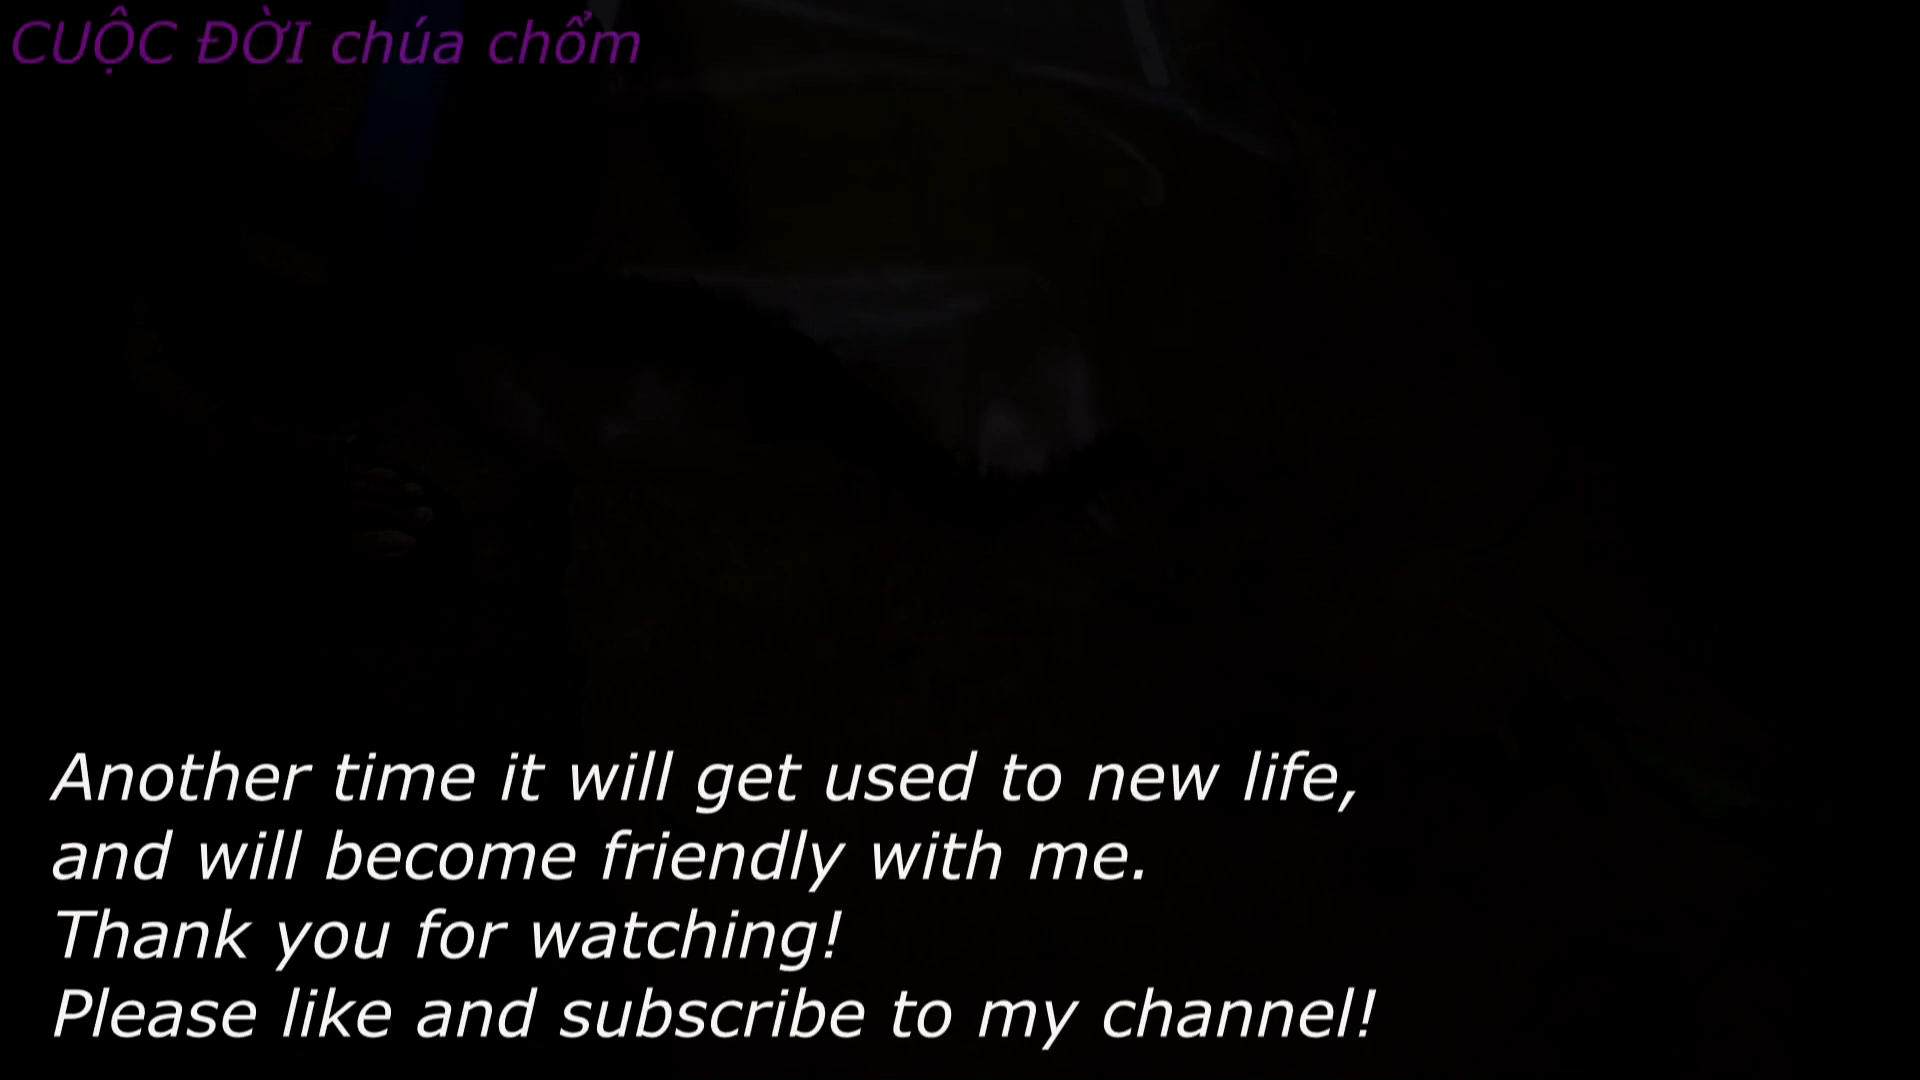 CUỘC ĐỜI chúa chổm
Another time it will get used to new life,
and will become friendly with me.
Thank you for watching!
Please like and subscribe to my channel!